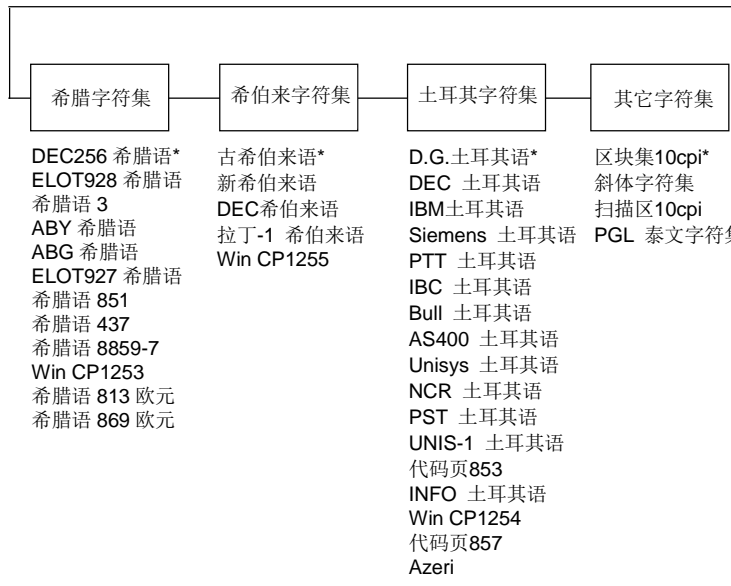 希腊字符集
DEC256 希腊语*
ELOT928 希腊语
希腊语 3
ABY 希腊语
ABG 希腊语
ELOT927 希腊语
希腊语 851
希腊语 437
希腊语 8859-7
Win CP1253
希腊语 813 欧元
希腊语 869 欧元
希伯来字符集
古希伯来语*
新希伯来语
DEC希伯来语
拉丁-1 希伯来语
Win CP1255
土耳其字符集
D.G.土耳其语*
DEC 土耳其语
IBM土耳其语
Siemens 土耳其语
PTT 土耳其语
IBC 土耳其语
Bull 土耳其语
AS400 土耳其语
Unisys 土耳其语
NCR 土耳其语
PST 土耳其语
UNIS-1 土耳其语
代码页853
INFO 土耳其语
Win CP1254
代码页857
Azeri
其它字符集
区块集10cpi*
斜体字符集
扫描区10cpi
PGL 泰文字符集